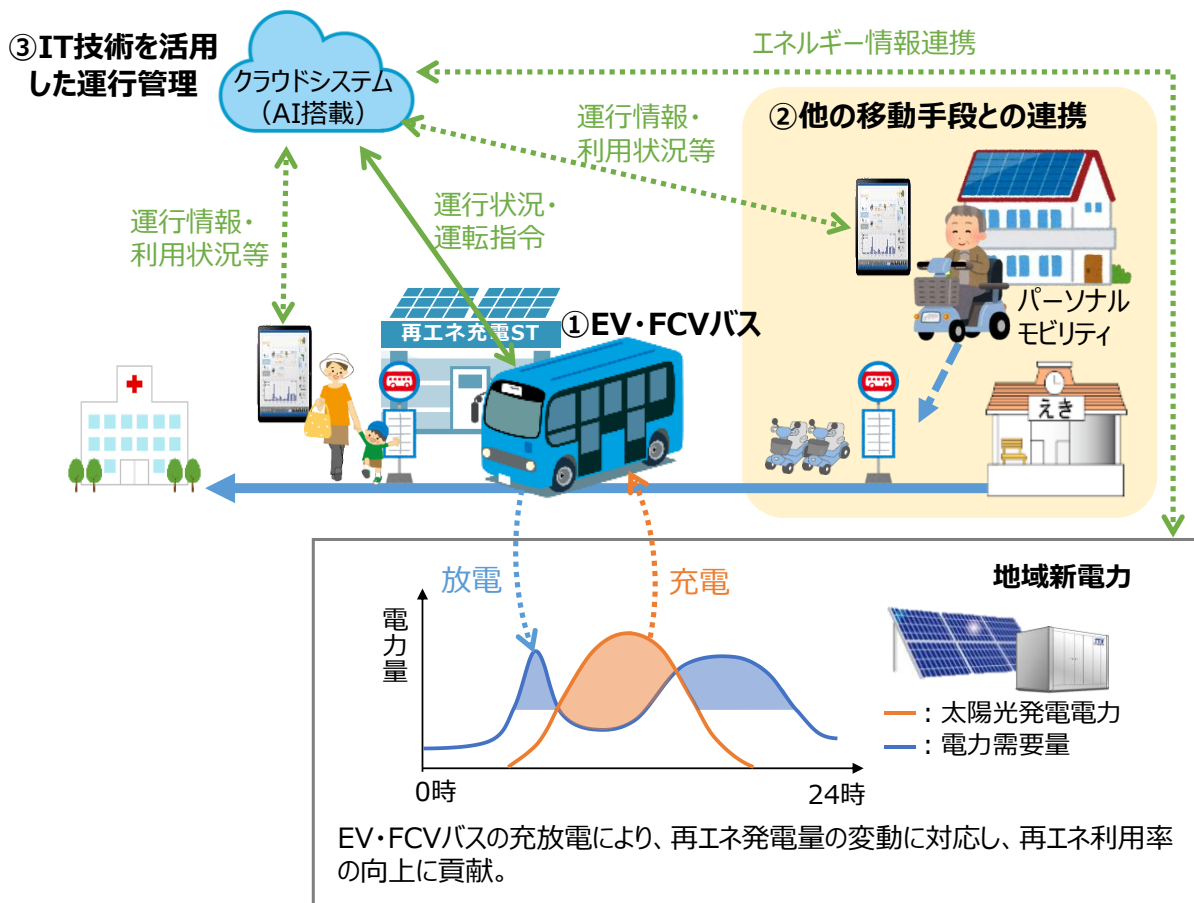 ③IT技術を活用
した運行管理
クラウドシステム
（AI搭載）
エネルギー情報連携
運行情報・
利用状況等
②他の移動手段との連携
運行情報・
利用状況等
運行状況・
運転指令
パーソナル
モビリティ
再エネ充電ST
①EV・FCVバス
えき
放電
充電
地域新電力
電力量
：太陽光発電電力
：電力需要量
0時
24時
EV・FCVバスの充放電により、再エネ発電量の変動に対応し、再エネ利用率
の向上に貢献。